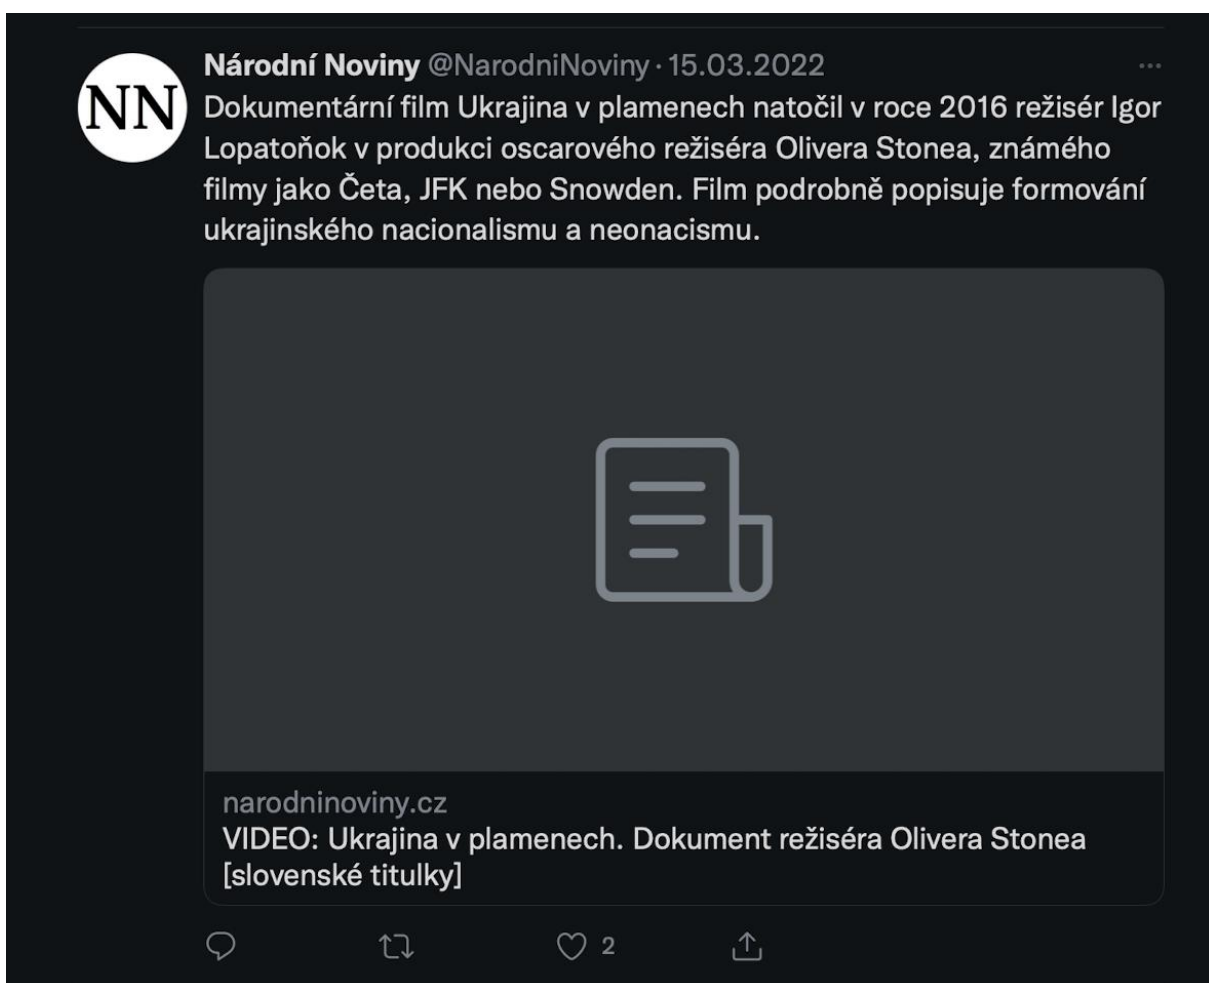 NN
Národní Noviny @NarodniNoviny · 15.03.2022
Dokumentární film Ukrajina v plamenech natočil v roce 2016 režisér Igor
Lopatoňok v produkci oscarového režiséra Olivera Stonea, známého
filmy jako Četa, JFK nebo Snowden. Film podrobně popisuje formování
ukrajinského nacionalismu a neonacismu.
narodninoviny.cz
VIDEO: Ukrajina v plamenech. Dokument režiséra Olivera Stonea
[slovenské titulky]
2